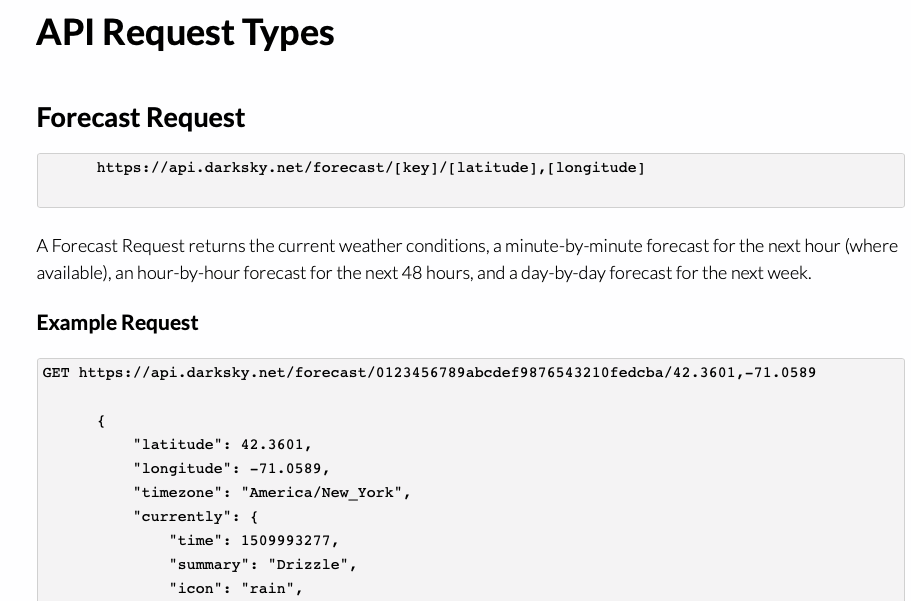 API Request Types
Forecast Request
https://api.darksky.net/forecast/[key]/[latitude],[longitude]
A Forecast Request returns the current weather conditions, a minute-by-minute forecast for the next hour (where
available), an hour-by-hour forecast for the next 48 hours, and a day-by-day forecast for the next week.
Example Request
GET https://api.darksky.net/forecast/0123456789abcdef9876543210fedcba/42.3601,-71.0589
{
"latitude": 42.3601,
"longitude": -71.0589,
"timezone": "America/New_York",
"currently": {
"time": 1509993277,
"summary": "Drizzle",
"icon": "rain",